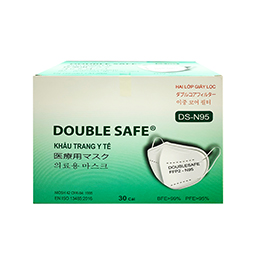 HAI LỚP GIẤY LỌC
ダブルコアフィルター
이중 코어 필터
DS-N95
DOUBLE SAFE®
KHẨU TRANG Y TẾ
医療用マスク
의료용 마스크
DOUBLESAFE
FFP2 - N95
30 Cái
BFE>99% PFE>95%